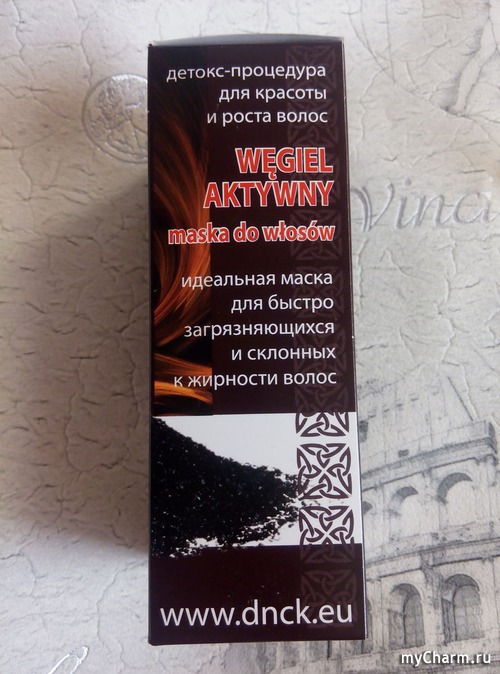 детокс-процедура
для красоты
и роста волос
WĘGIEL
AKTYWNY
maska do włosów
идеальная маска
для быстро
загрязняющихся
и склонных
к жирности волос
www.dnck.eu
Vinc
myCharm.ru